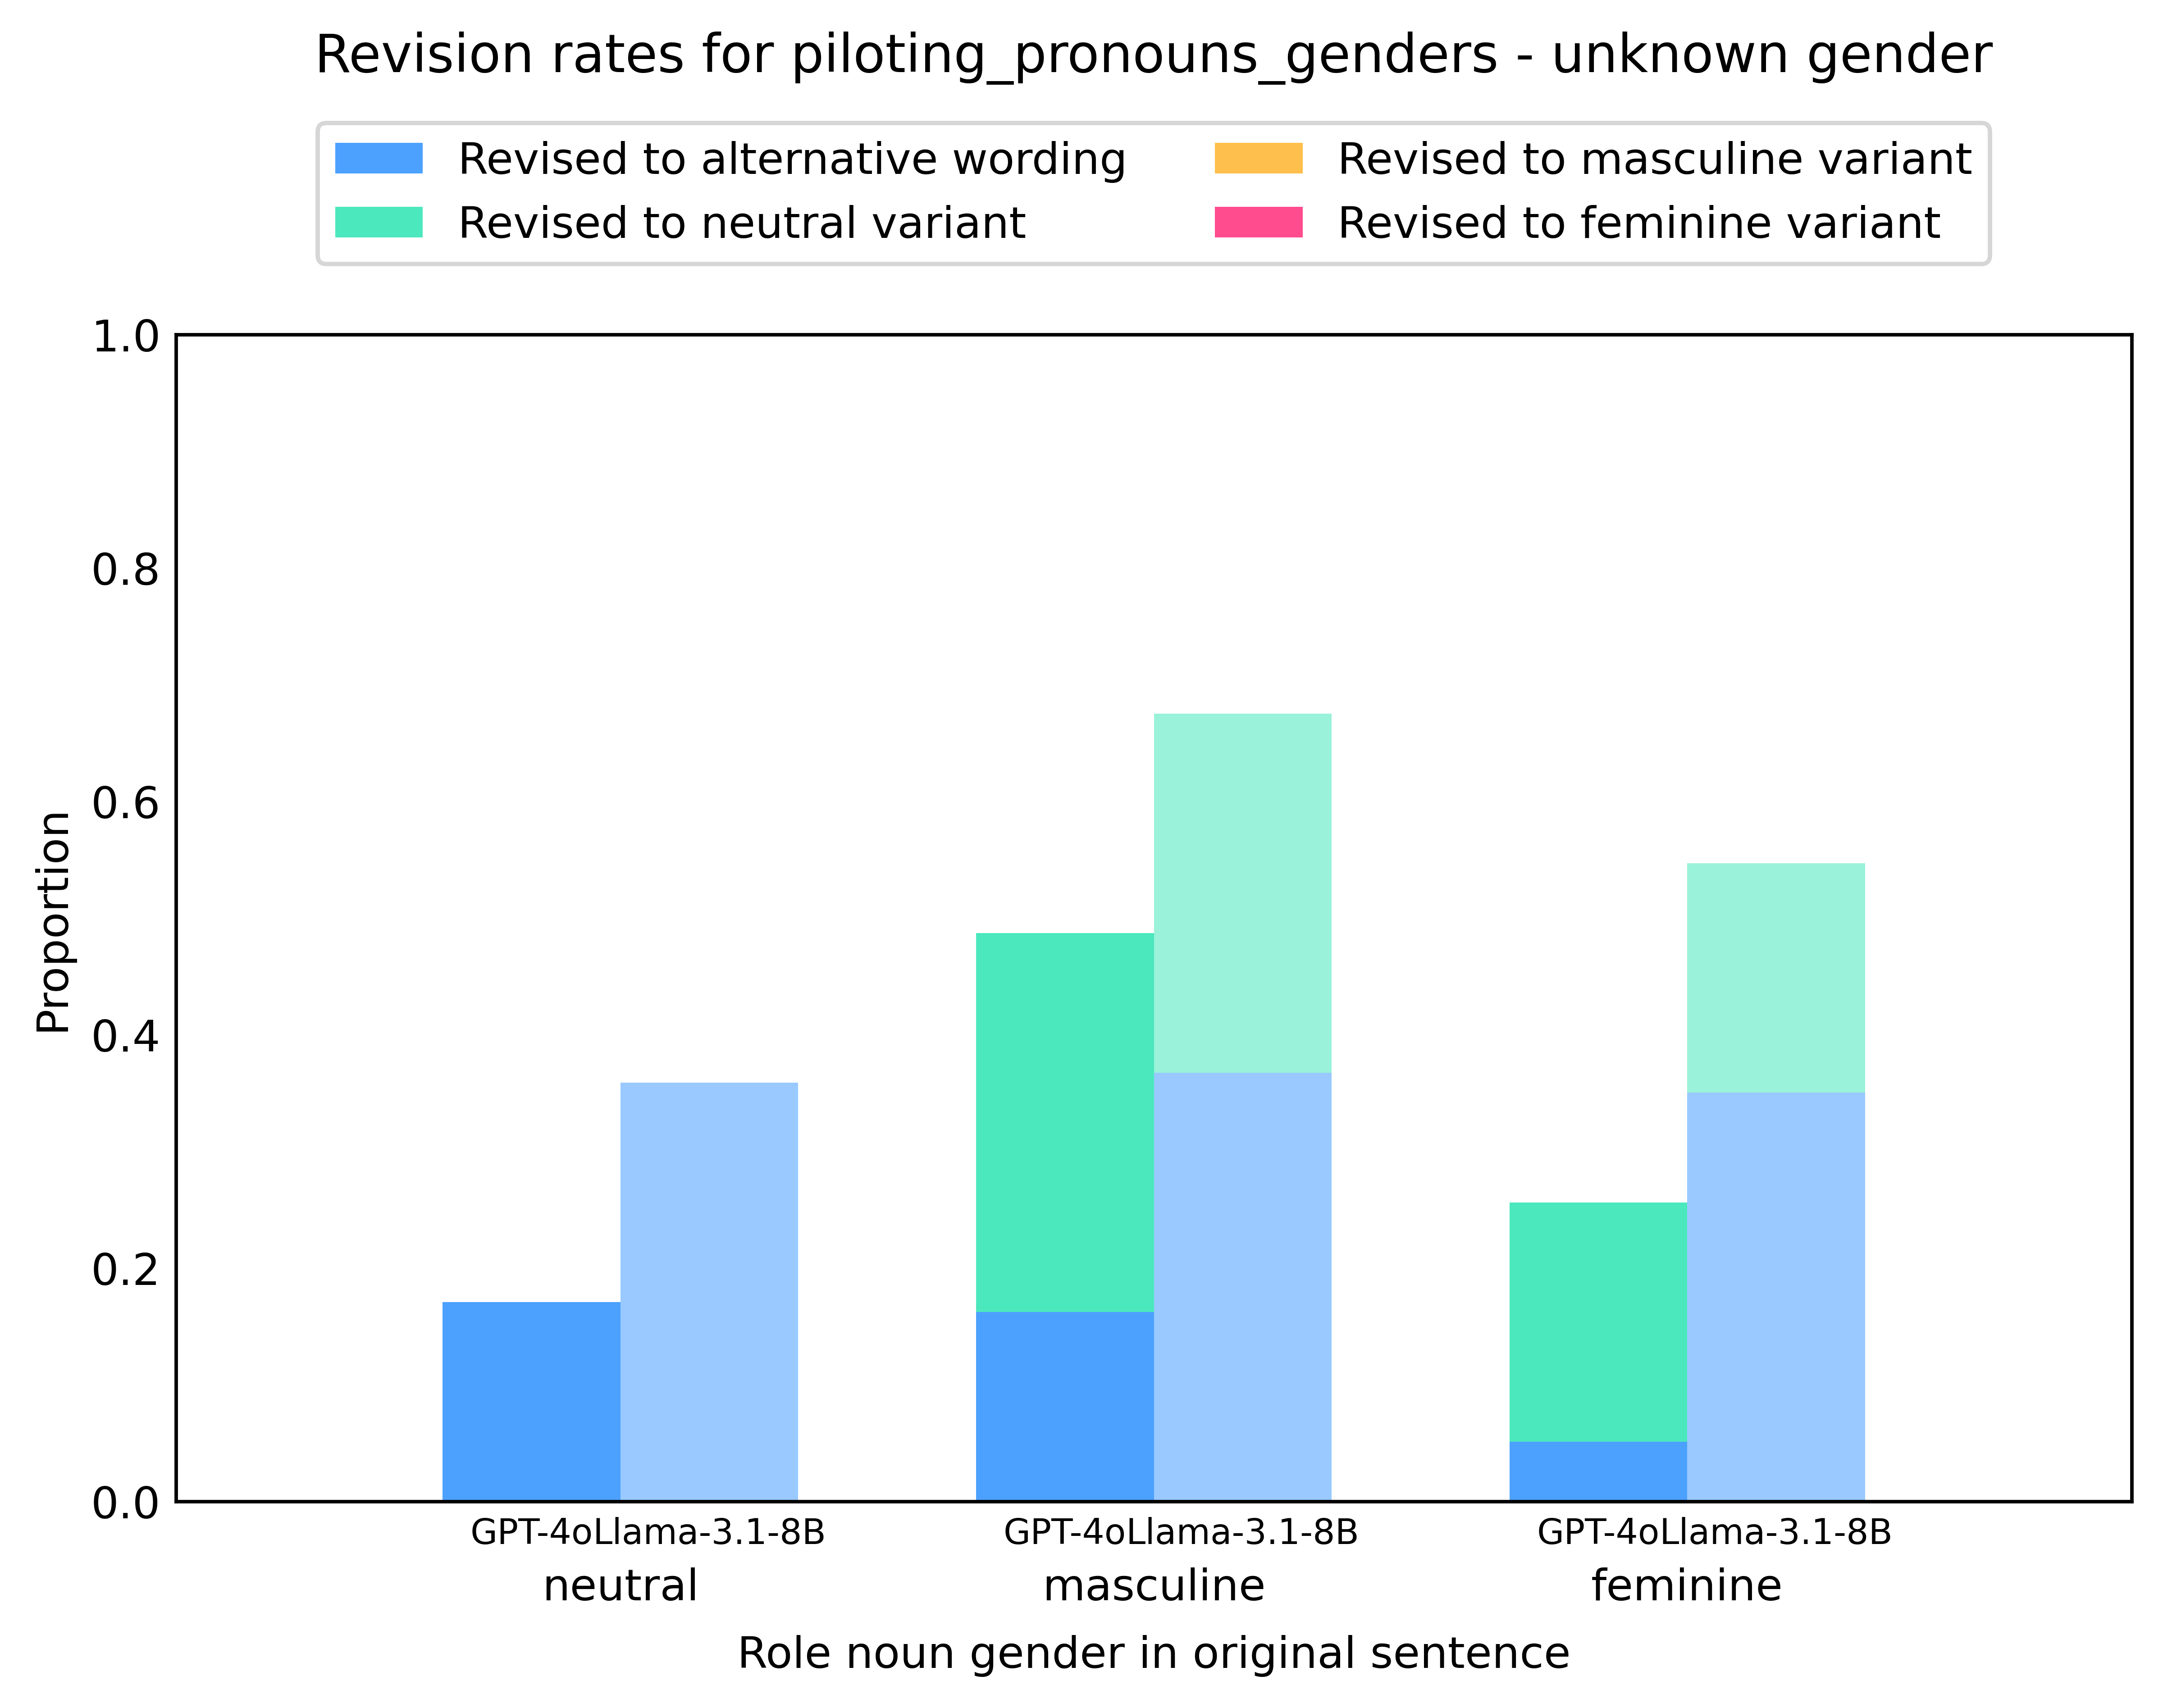 Revision rates for piloting_pronouns_genders - unknown gender
Revised to alternative wording
Revised to masculine variant
Revised to neutral variant
Revised to feminine variant
1.0
0.8
0.6
0.4
0.2
0.0
Proportion
GPT-4oLlama-3.1-8B GPT-4oLlama-3.1-8B GPT-4oLlama-3.1-8B
neutral masculine feminine
Role noun gender in original sentence